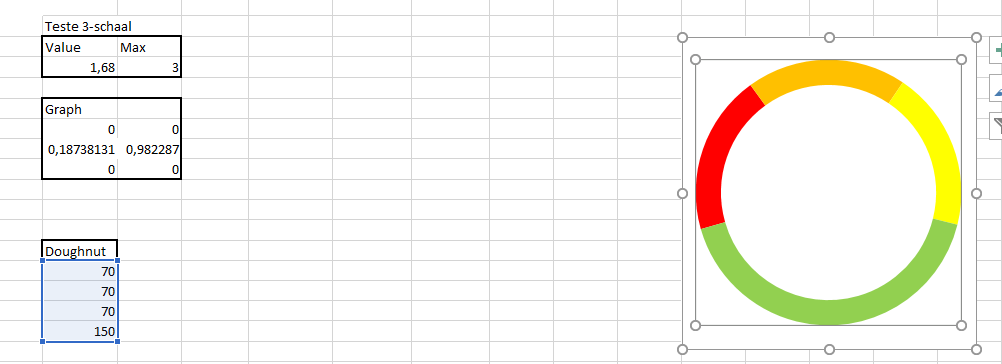 Teste 3-schaal
Value Max
1,68 3
Graph
0 0
0,18738131 0,982287
0 0
Doughnut
70
70
70
150